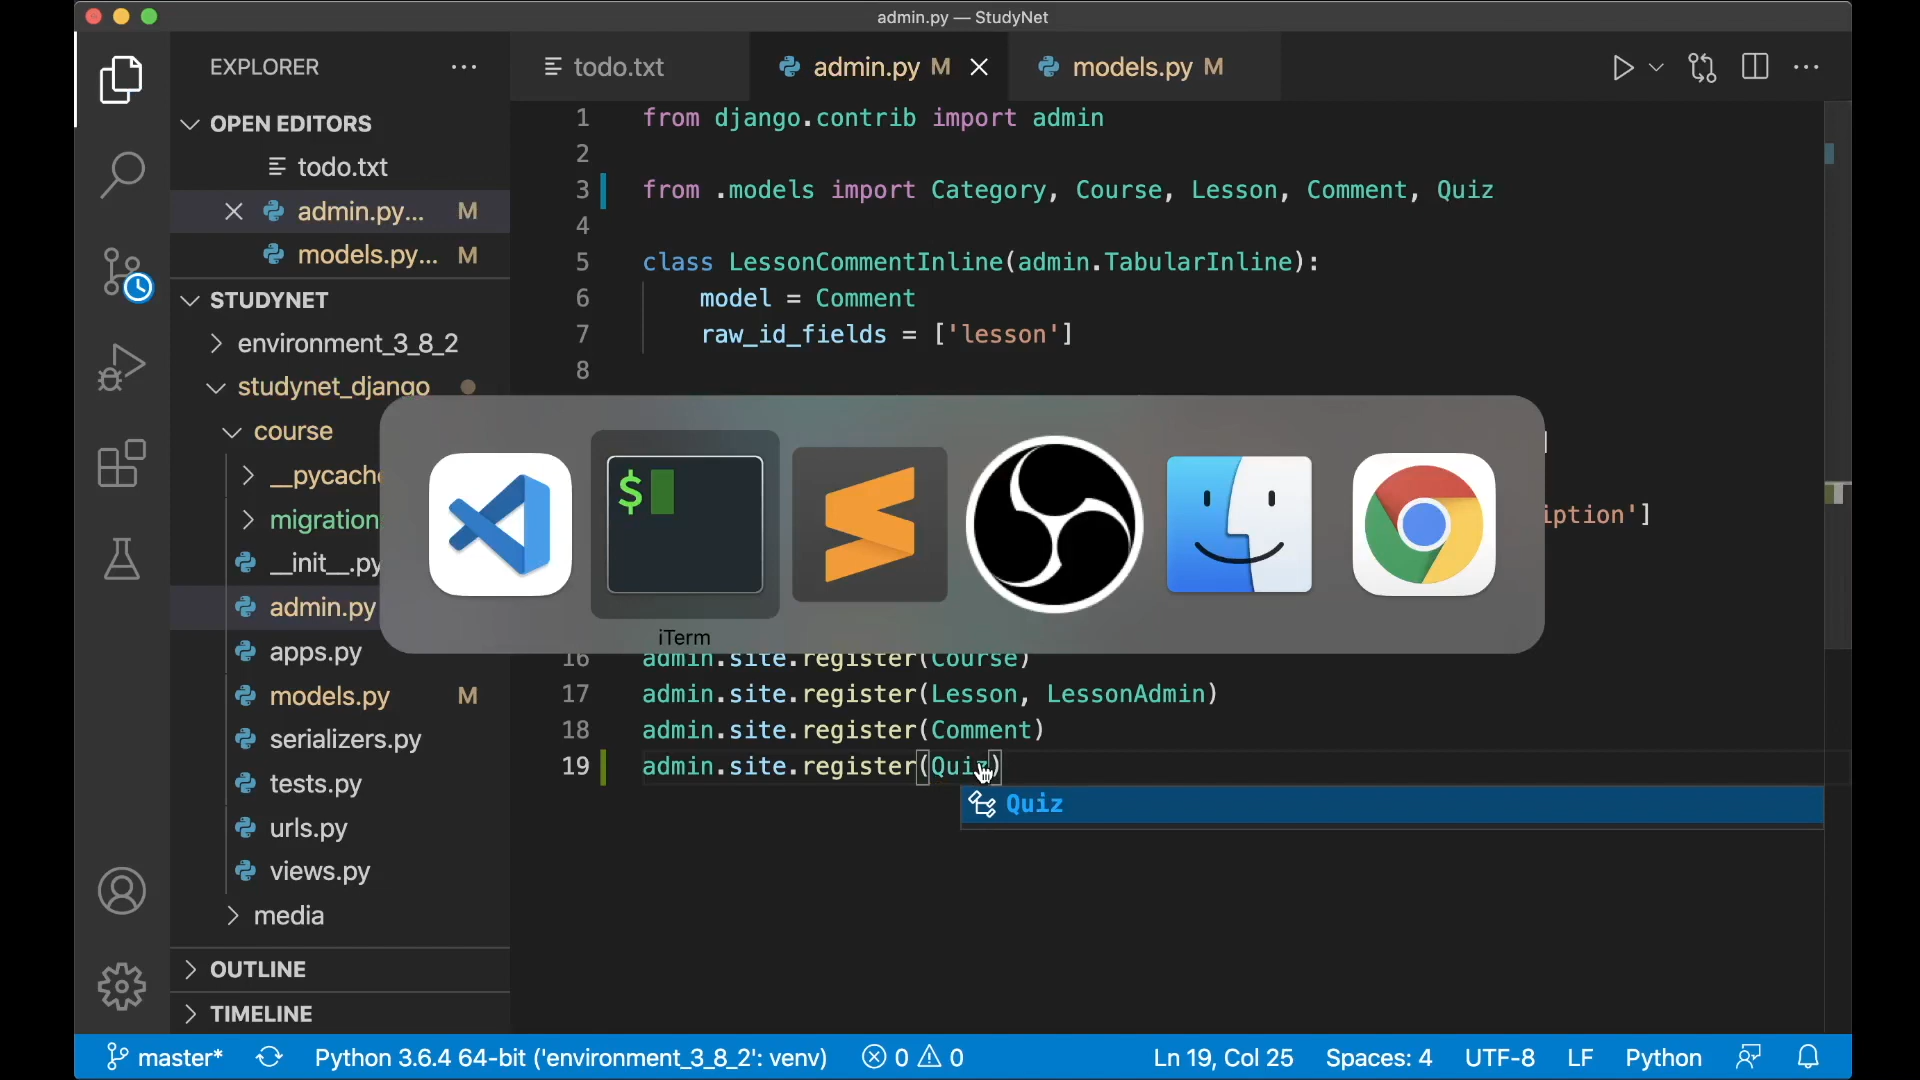 admin.py — StudyNet
EXPLORER
todo.txt
admin.py M
models.py M
OPEN EDITORS
todo.txt
admin.py... M
models.py... M
STUDYNET
environment_3_8_2
studynet_django
course
__pycach
migration
__init__.py
admin.py
apps.py
models.py M
serializers.py
tests.py
urls.py
views.py
media
OUTLINE
TIMELINE
1 from django.contrib import admin
2
3 from .models import Category, Course, Lesson, Comment, Quiz
4
5 class LessonCommentInline(admin.TabularInline):
6 model = Comment
7 raw_id_fields = ['lesson']
8
]
iption']
$
iTerm
16 admin.site.register(Course)
17 admin.site.register(Lesson, LessonAdmin)
18 admin.site.register(Comment)
19 admin.site.register(Quiz)
Quiz
master* Python 3.6.4 64-bit ('environment_3_8_2': venv) 0 0 Ln 19, Col 25 Spaces: 4 UTF-8 LF Python